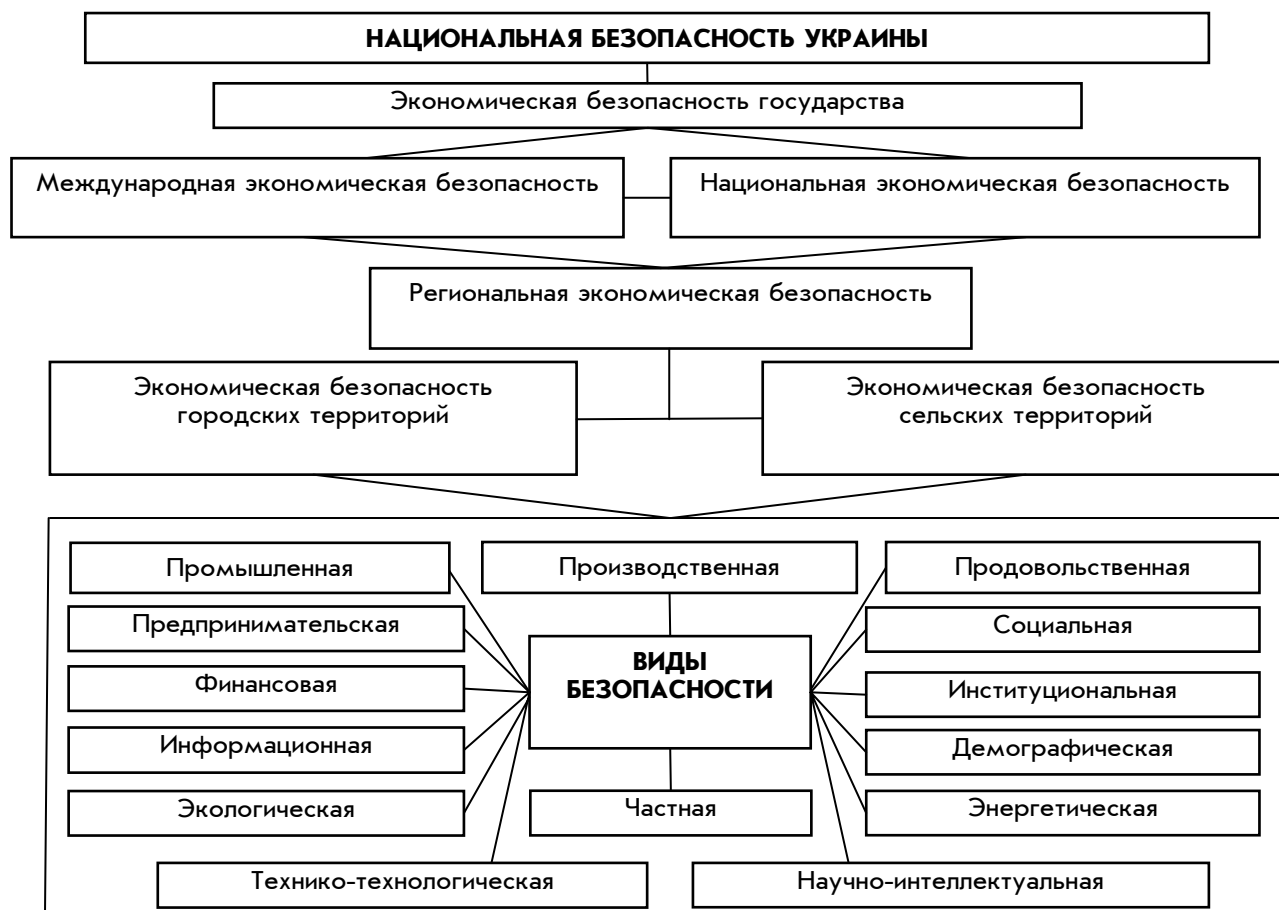 НАЦИОНАЛЬНАЯ БЕЗОПАСНОСТЬ УКРАИНЫ
Экономическая безопасность государства
Международная экономическая безопасность
Национальная экономическая безопасность
Региональная экономическая безопасность
Экономическая безопасность
городских территорий
Экономическая безопасность
сельских территорий
Промышленная
Производственная
Продовольственная
Предпринимательская
Социальная
ВИДЫ
БЕЗОПАСНОСТИ
Финансовая
Институциональная
Информационная
Демографическая
Экологическая
Частная
Энергетическая
Технико-технологическая
Научно-интеллектуальная